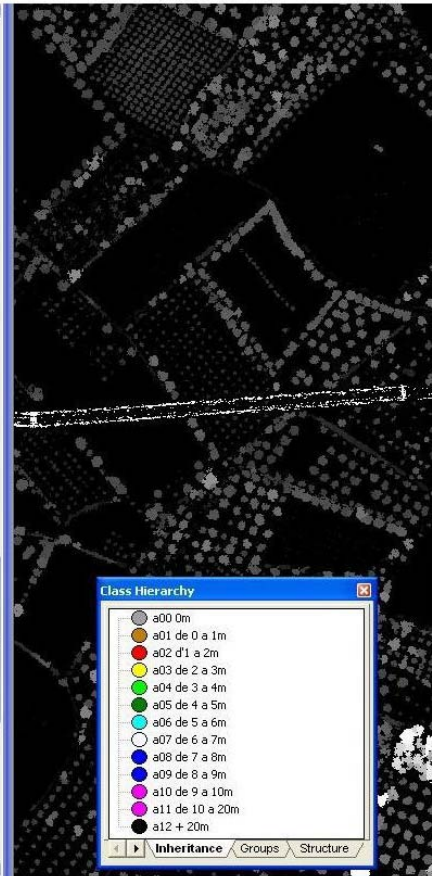 Class Hierarchy
a00 0m
a01 de 0 a 1m
a02 d'1 a 2m
a03 de 2 a 3m
a04 de 3 a 4m
a05 de 4 a 5m
a06 de 5 a 6m
a07 de 6 a 7m
a08 de 7 a 8m
a09 de 8 a 9m
a10 de 9 a 10m
a11 de 10 a 20m
a12 + 20m
Inheritance Groups Structure